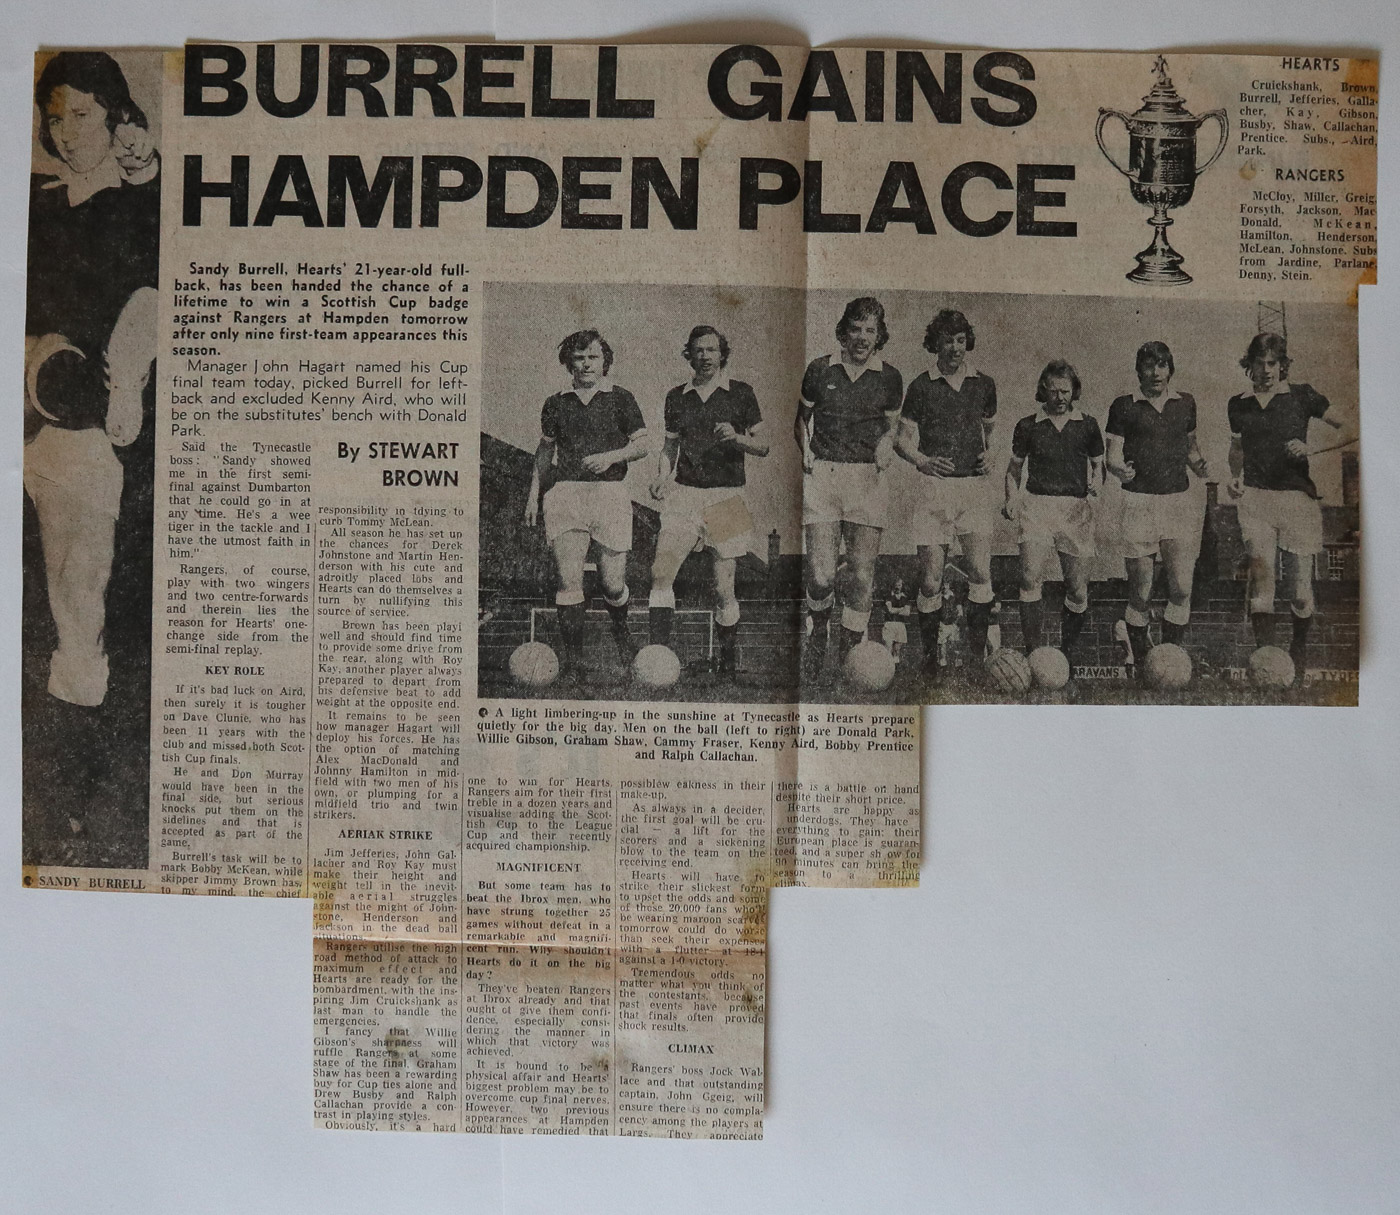 BURRELL GAINS
HAMPDEN PLACE
HEARTS
Cruickshank, Brown,
Burrell, Jefferies, Galla-
cher, Kay, Gibson,
Busby, Shaw, Callachan,
Prentice. Subs., Aird,
Park.
RANGERS
McCloy, Miller, Greig,
Forsyth, Jackson, Mac
Donald, McKean,
Hamilton, Henderson,
McLean, Johnstone. Subs
from Jardine, Parlane,
Denny, Stein.
Sandy Burrell, Hearts' 21-year-old full-
back, has been handed the chance of a
lifetime to win a Scottish Cup badge
against Rangers at Hampden tomorrow
after only nine first-team appearances this
season.
Manager John Hagart named his Cup
final team today, picked Burrell for left-
back and excluded Kenny Aird, who will
be on the substitutes' bench with Donald
Park.
By STEWART
BROWN
Said the Tynecastle
boss: "Sandy showed
me in the first semi-
final against Dumbarton
that he could go in at
any time. He's a wee
tiger in the tackle and I
have the utmost faith in
him."
Rangers, of course,
play with two wingers
and two centre-forwards
and therein lies the
reason for Hearts' one-
change side from the
semi-final replay.
KEY ROLE
If it's bad luck on Aird,
then surely it is tougher
on Dave Clunie, who has
been 11 years with the
club and missed both Scot-
tish Cup finals.
He and Don Murray
would have been in the
final side, but serious
knocks put them on the
sidelines and that is
accepted as part of the
game.
Burrell's task will be to
mark Bobby McKean, while
skipper Jimmy Brown has,
to my mind, the chief
SANDY BURRELL
responsibility in tdying to
curb Tommy McLean.
All season he has set up
the chances for Derek
Johnstone and Martin Hen-
derson with his cute and
adroitly placed lobs and
Hearts can do themselves a
turn by nullifying this
source of service.
Brown has been playi
well and should find time
to provide some drive from
the rear, along with Roy
Kay, another player always
prepared to depart from
his defensive beat to add
weight at the opposite end.
It remains to be seen
how manager Hagart will
deploy his forces. He has
the option of matching
Alex MacDonald and
Johnny Hamilton in mid-
field with two men of his
own, or plumping for a
midfield trio and twin
strikers.
AERIAK STRIKE
Jim Jefferies, John Gal-
lacher and Roy Kay must
make their height and
weight tell in the inevit-
able aerial struggles
against the might of John-
stone, Henderson and
Jackson in the dead ball
situations.
Rangers utilise the high
road method of attack to
maximum effect and
Hearts are ready for the
bombardment, with the ins-
piring Jim Cruickshank as
last man to handle the
emergencies.
I fancy that Willie
Gibson's sharpness will
ruffle Rangers at some
stage of the final. Graham
Shaw has been a rewarding
buy for Cup ties alone and
Drew Busby and Ralph
Callachan provide a con-
trast in playing styles.
Obviously, it's a hard
ARAVANS
TYRES
A light limbering-up in the sunshine at Tynecastle as Hearts prepare
quietly for the big day. Men on the ball (left to right) are Donald Park,
Willie Gibson, Graham Shaw, Cammy Fraser, Kenny Aird, Bobby Prentice
and Ralph Callachan.
one to win for Hearts.
Rangers aim for their first
treble in a dozen years and
visualise adding the Scot-
tish Cup to the League
Cup and their recently
acquired championship.
MAGNIFICENT
But some team has to
beat the Ibrox men, who
have strung together 25
games without defeat in a
remarkable and magnifi-
cent run. Why shouldn't
Hearts do it on the big
day?
They've beaten Rangers
at Ibrox already and that
ought ot give them confi-
dence, especially consi-
dering the manner in
which that victory was
achieved.
It is bound to be a
physical affair and Hearts'
biggest problem may be to
overcome cup final nerves.
However, two previous
appearances at Hampden
could have remedied that
possiblew eakness in their
make-up.
As always in a decider,
the first goal will be cru-
cial — a lift for the
scorers and a sickening
blow to the team on the
receiving end.
Hearts will have to
strike their slickest form
to upset the odds and some
of those 20,000 fans who'll
be wearing maroon scarves
tomorrow could do worse
than seek their expenses
with a flutter at 18-1
against a 1-0 victory.
Tremendous odds no
matter what you think of
the contestants, because
past events have proved
that finals often provide
shock results.
CLIMAX
Rangers' boss Jock Wal-
lace and that outstanding
captain, John Ggeig, will
ensure there is no compla-
cency among the players at
Largs. They appreciate
there is a battle on hand
despite their short price.
Hearts are happy as
underdogs. They have
everything to gain: their
European place is guaran-
teed, and a super sh ow for
90 minutes can bring the
season to a thrilling
climax.